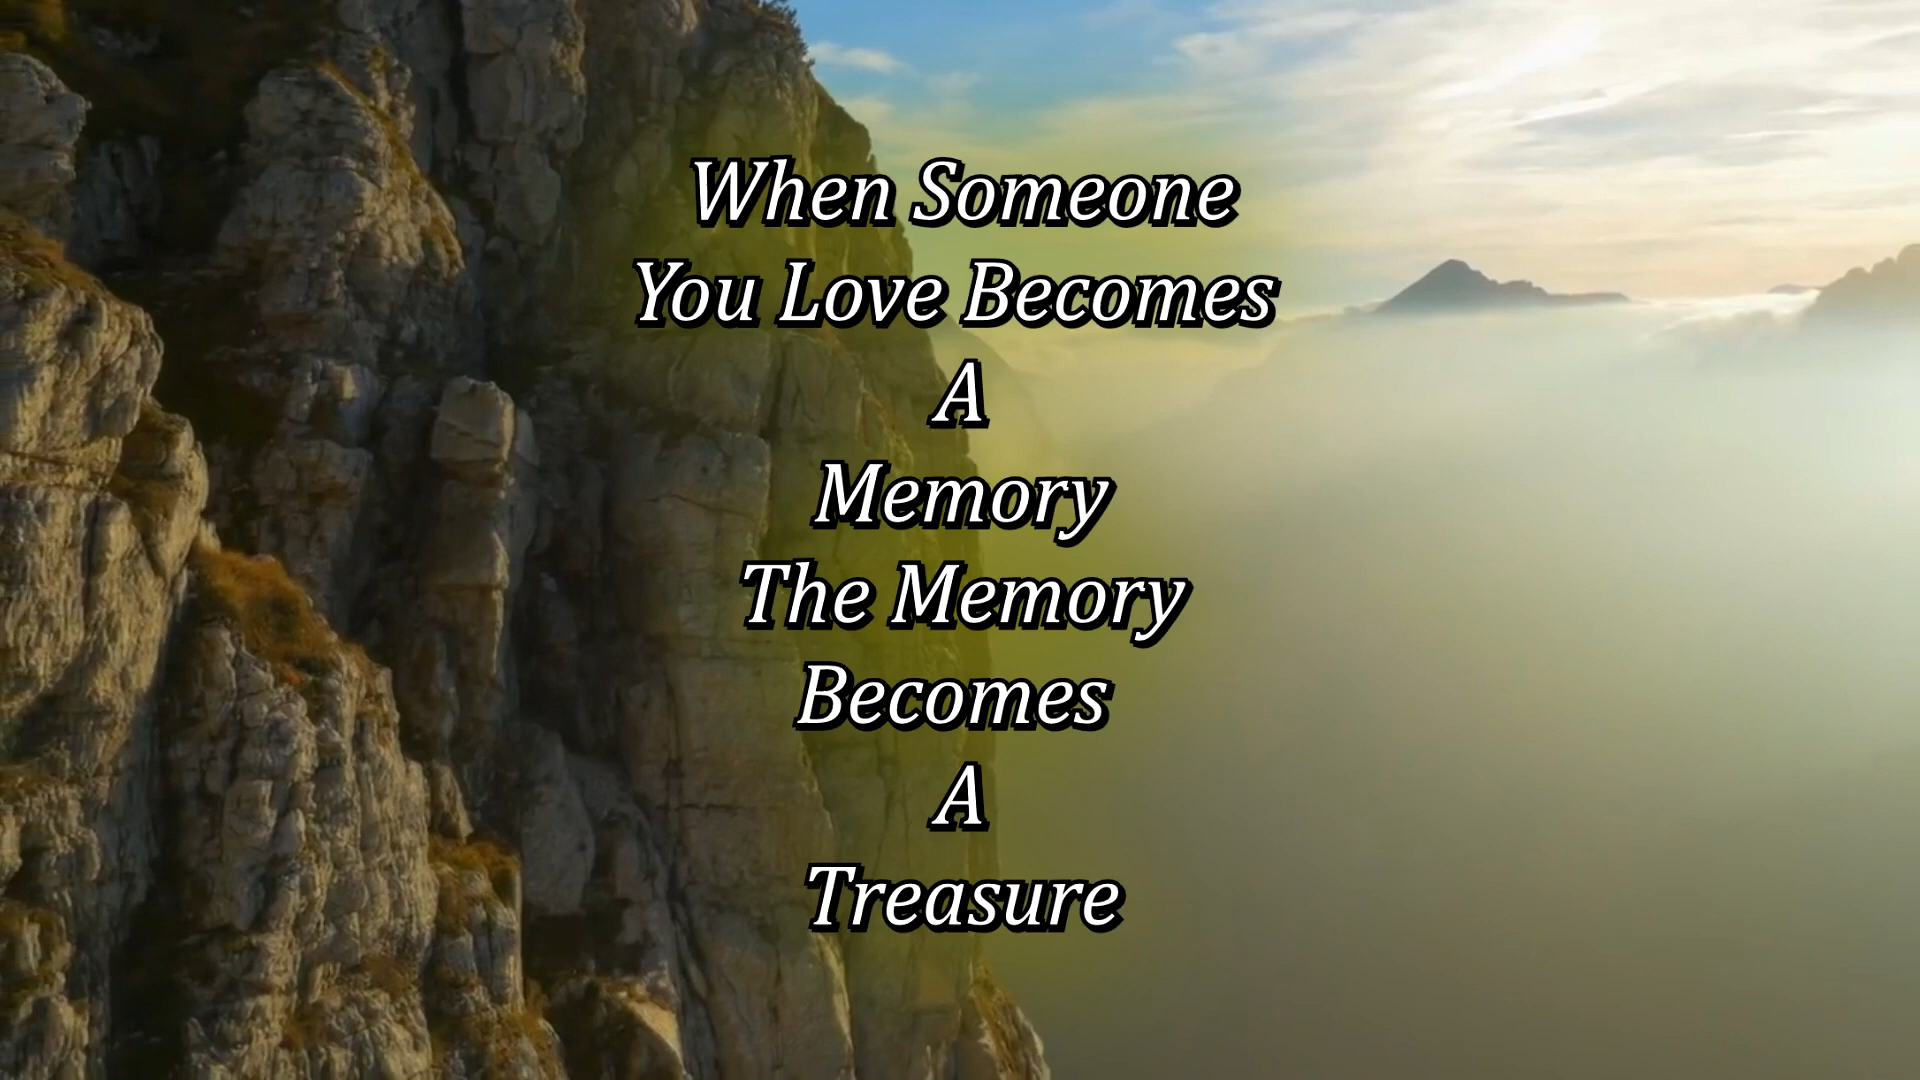 When Someone
You Love Becomes
A
Memory
The Memory
Becomes
A
Treasure